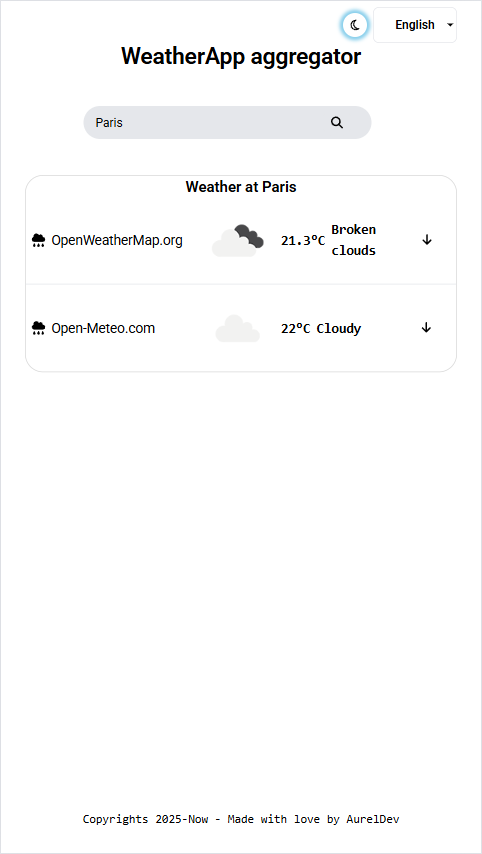 English
WeatherApp aggregator
Paris
Weather at Paris
OpenWeatherMap.org
21.3°C
Broken
clouds
Open-Meteo.com
22°C Cloudy
Copyrights 2025-Now - Made with love by AurelDev